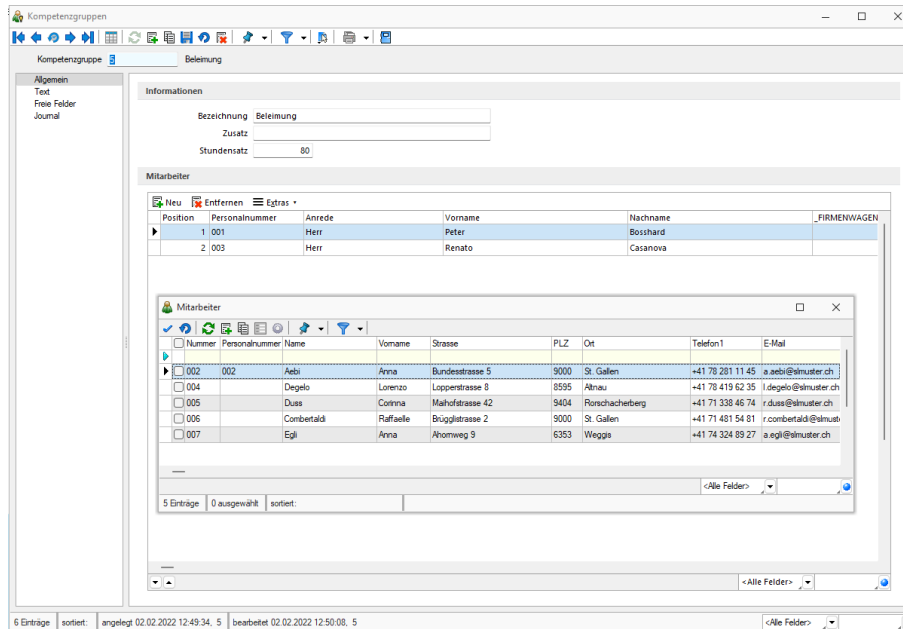 Kompetenzgruppen
Kompetenzgruppe 5 Beleimung
Allgemein
Text
Freie Felder
Journal
Informationen
Bezeichnung Beleimung
Zusatz
Stundensatz 80
Mitarbeiter
Neu Entfernen Extras
Position Personalnummer Anrede Vorname Nachname _FIRMENWAGEN
1 001 Herr Peter Bosshard
2 003 Herr Renato Casanova
Mitarbeiter
Nummer Personalnummer Name Vorname Strasse PLZ Ort Telefon1 E-Mail
002 002 Aebi Anna Bundesstrasse 5 9000 St. Gallen +41 78 281 11 45 a.aebi@slmuster.ch
004 Degelo Lorenzo Lopperstrasse 8 8595 Altnau +41 78 419 62 35 l.degelo@slmuster.ch
005 Duss Corinna Maihofstrasse 42 9404 Rorschacherberg +41 71 338 46 74 r.duss@slmuster.ch
006 Combertaldi Raffaelle Brügglistrasse 2 9000 St. Gallen +41 71 481 54 81 r.combertaldi@slmust
007 Egli Anna Ahornweg 9 6353 Weggis +41 74 324 89 27 a.egli@slmuster.ch
<Alle Felder>
5 Einträge 0 ausgewählt sortiert:
<Alle Felder>
6 Einträge sortiert: angelegt 02.02.2022 12:49:34, 5 bearbeitet 02.02.2022 12:50:08, 5 <Alle Felder>